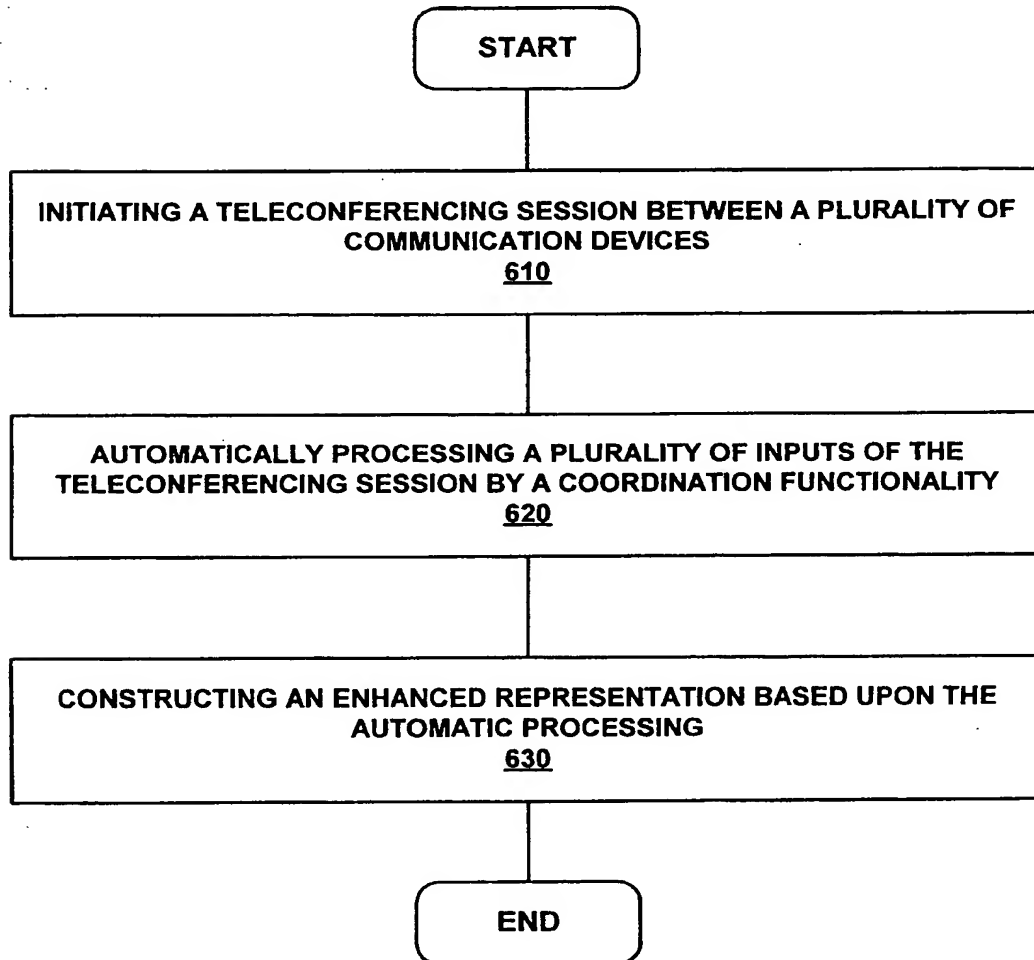 START
INITIATING A TELECONFERENCING SESSION BETWEEN A PLURALITY OF
COMMUNICATION DEVICES
610
AUTOMATICALLY PROCESSING A PLURALITY OF INPUTS OF THE
TELECONFERENCING SESSION BY A COORDINATION FUNCTIONALITY
620
CONSTRUCTING AN ENHANCED REPRESENTATION BASED UPON THE
AUTOMATIC PROCESSING
630
END